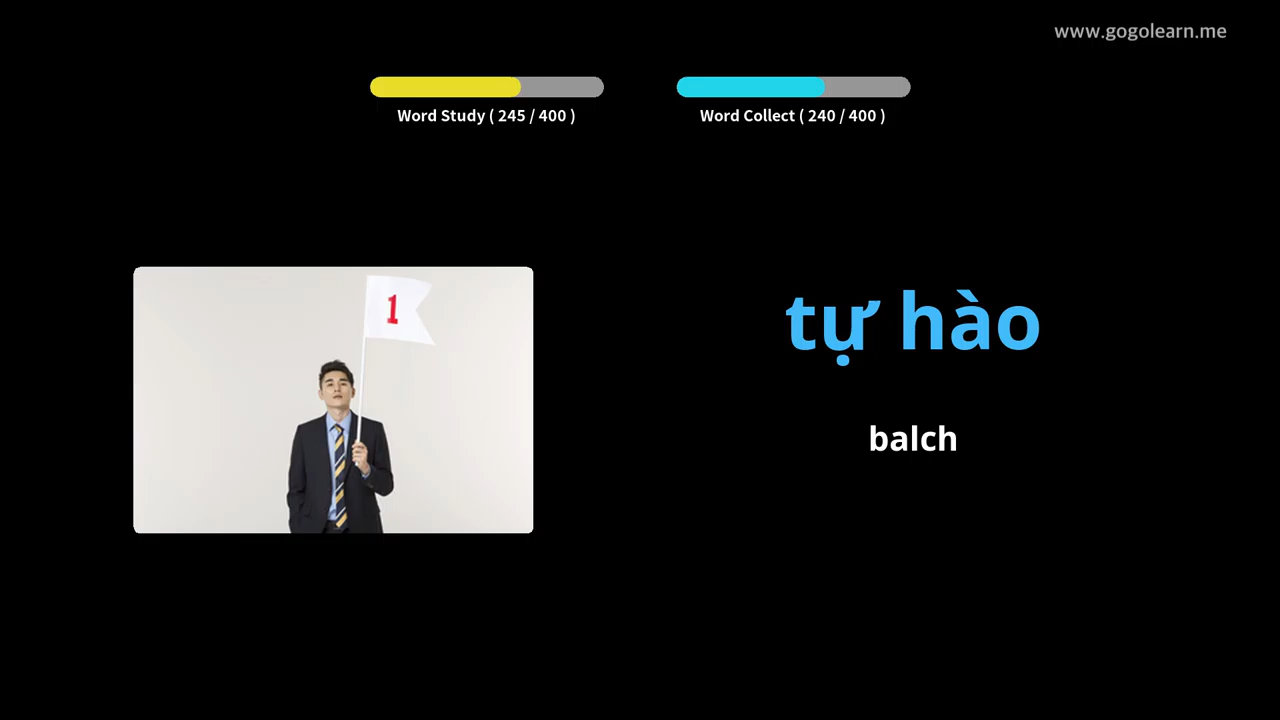 www.gogolearn.me
Word Study ( 245 / 400 )
Word Collect ( 240 / 400 )
1
tự hào
balch